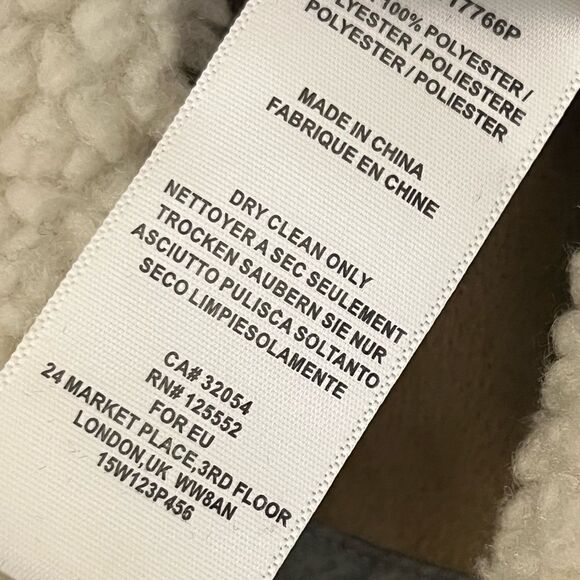 17766P
100% POLYESTER/
POLYESTER / POLIESTERE
POLYESTER / POLIESTER
MADE IN CHINA
FABRIQUE EN CHINE
DRY CLEAN ONLY
NETTOYER A SEC SEULEMENT
TROCKEN SAUBERN SIE NUR
ASCIUTTO PULISCA SOLTANTO
SECO LIMPIESOLAMENTE
CA# 32054
RN# 125552
FOR EU
24 MARKET PLACE,3RD FLOOR
LONDON,UK WW8AN
15W123P456